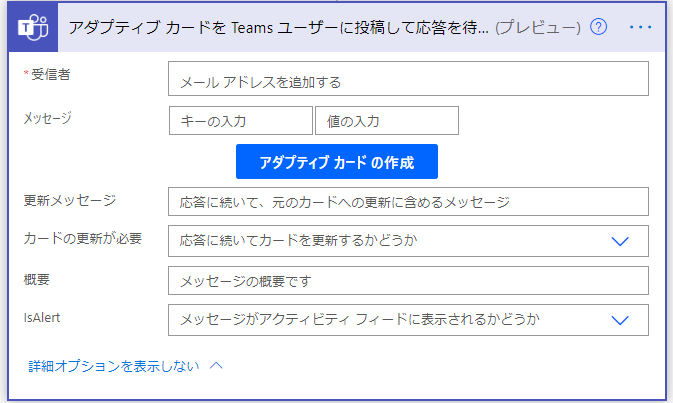 アダプティブ カードを Teams ユーザーに投稿して応答を待... (プレビュー)
* 受信者 メール アドレスを追加する
メッセージ キーの入力 値の入力
アダプティブ カード の作成
更新メッセージ 応答に続いて、元のカードへの更新に含めるメッセージ
カードの更新が必要 応答に続いてカードを更新するかどうか
概要 メッセージの概要です
IsAlert メッセージがアクティビティ フィードに表示されるかどうか
詳細オプションを表示しない